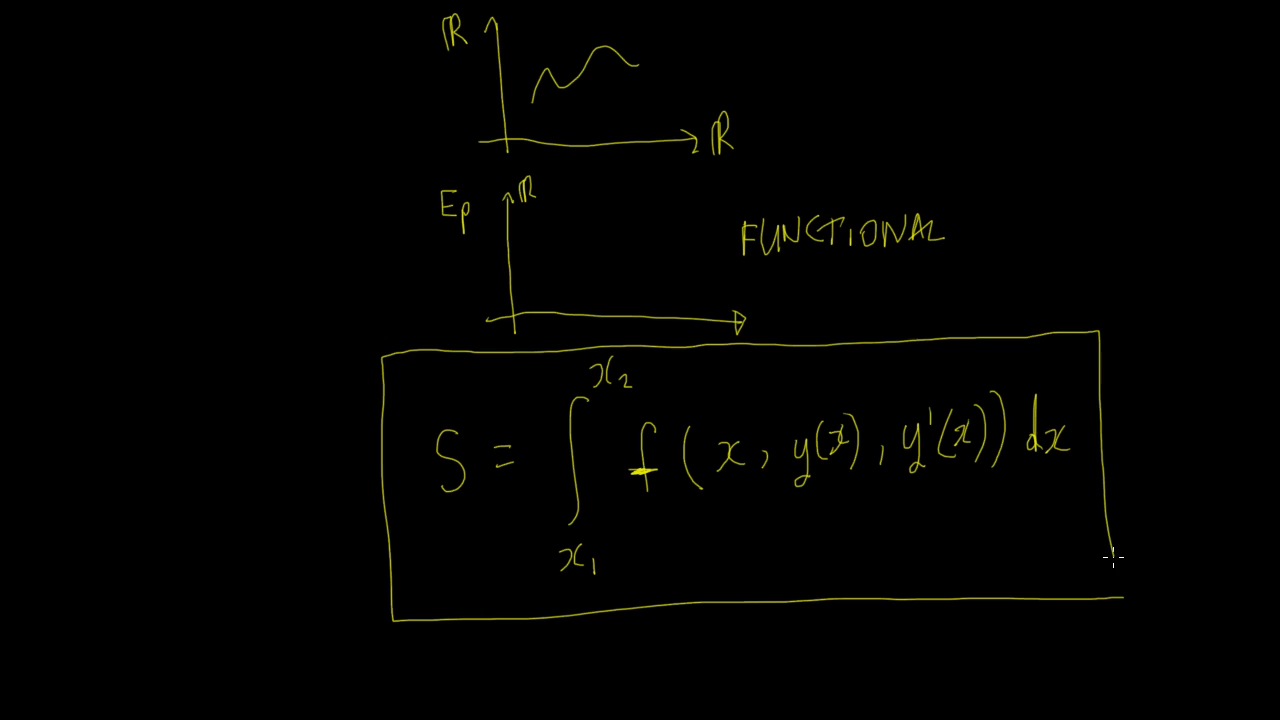 ℝ
ℝ
Ep ℝ
FUNCTIONAL
x₂
S = ∫ f(x, y(x), y'(x)) dx
x₁